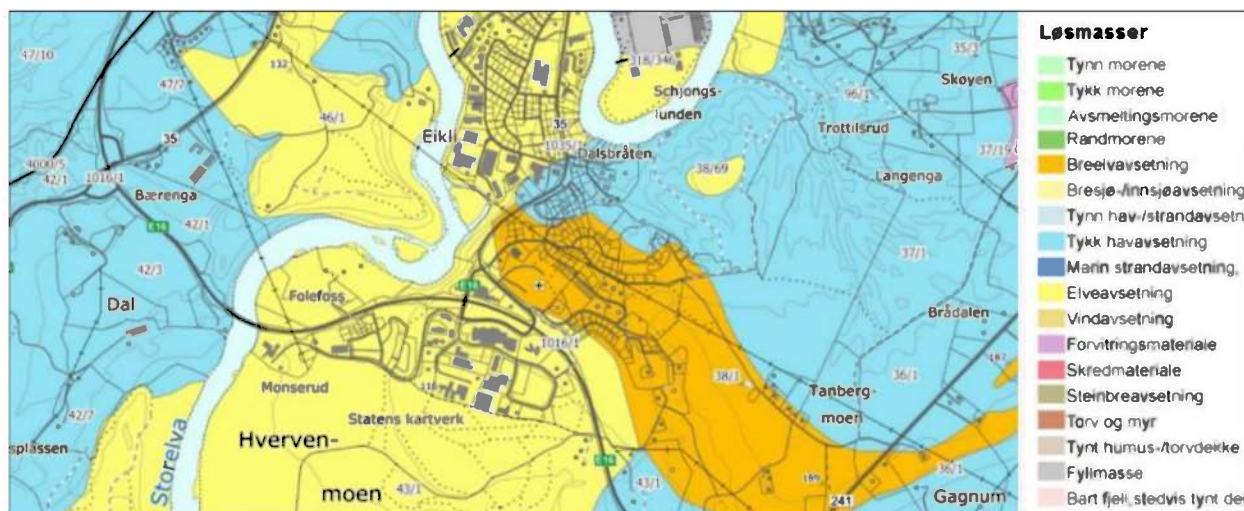 47/10
132
318/346
35/3
Løsmasser
Tynn morene
47/7
Skøyen
Schjongs-
lunden
96/1
Tykk morene
46/1
Avsmeltingsmorene
35
Eikli
35
1035/1
Trottilsrud
Randmorene
4000/5
42/1
1016/1
Dalsbråten
38/69
37/19
Breelvavsetning
Bærenga
Langenga
Bresjø-/innsjøavsetning
42/1
Tynn hav-/strandavsetn
E16
Tykk havavsetning
42/3
37/1
Marin strandavsetning,
Dal
Folefoss
E16
Elveavsetning
Brådalen
Vindavsetning
1016/1
Forvitringsmateriale
187
Monserud
110
38/1
36/1
Skredmateriale
42/7
Statens kartverk
Tanberg-
moen
Steinbreavsetning
Torv og myr
splassen
Hverven-
moen
Storelva
Tynt humus-/torvdekke
E16
36/1
Fyllmasse
43/1
43/1
199
241
Gagnum
Bart fjell, stedvis tynt de